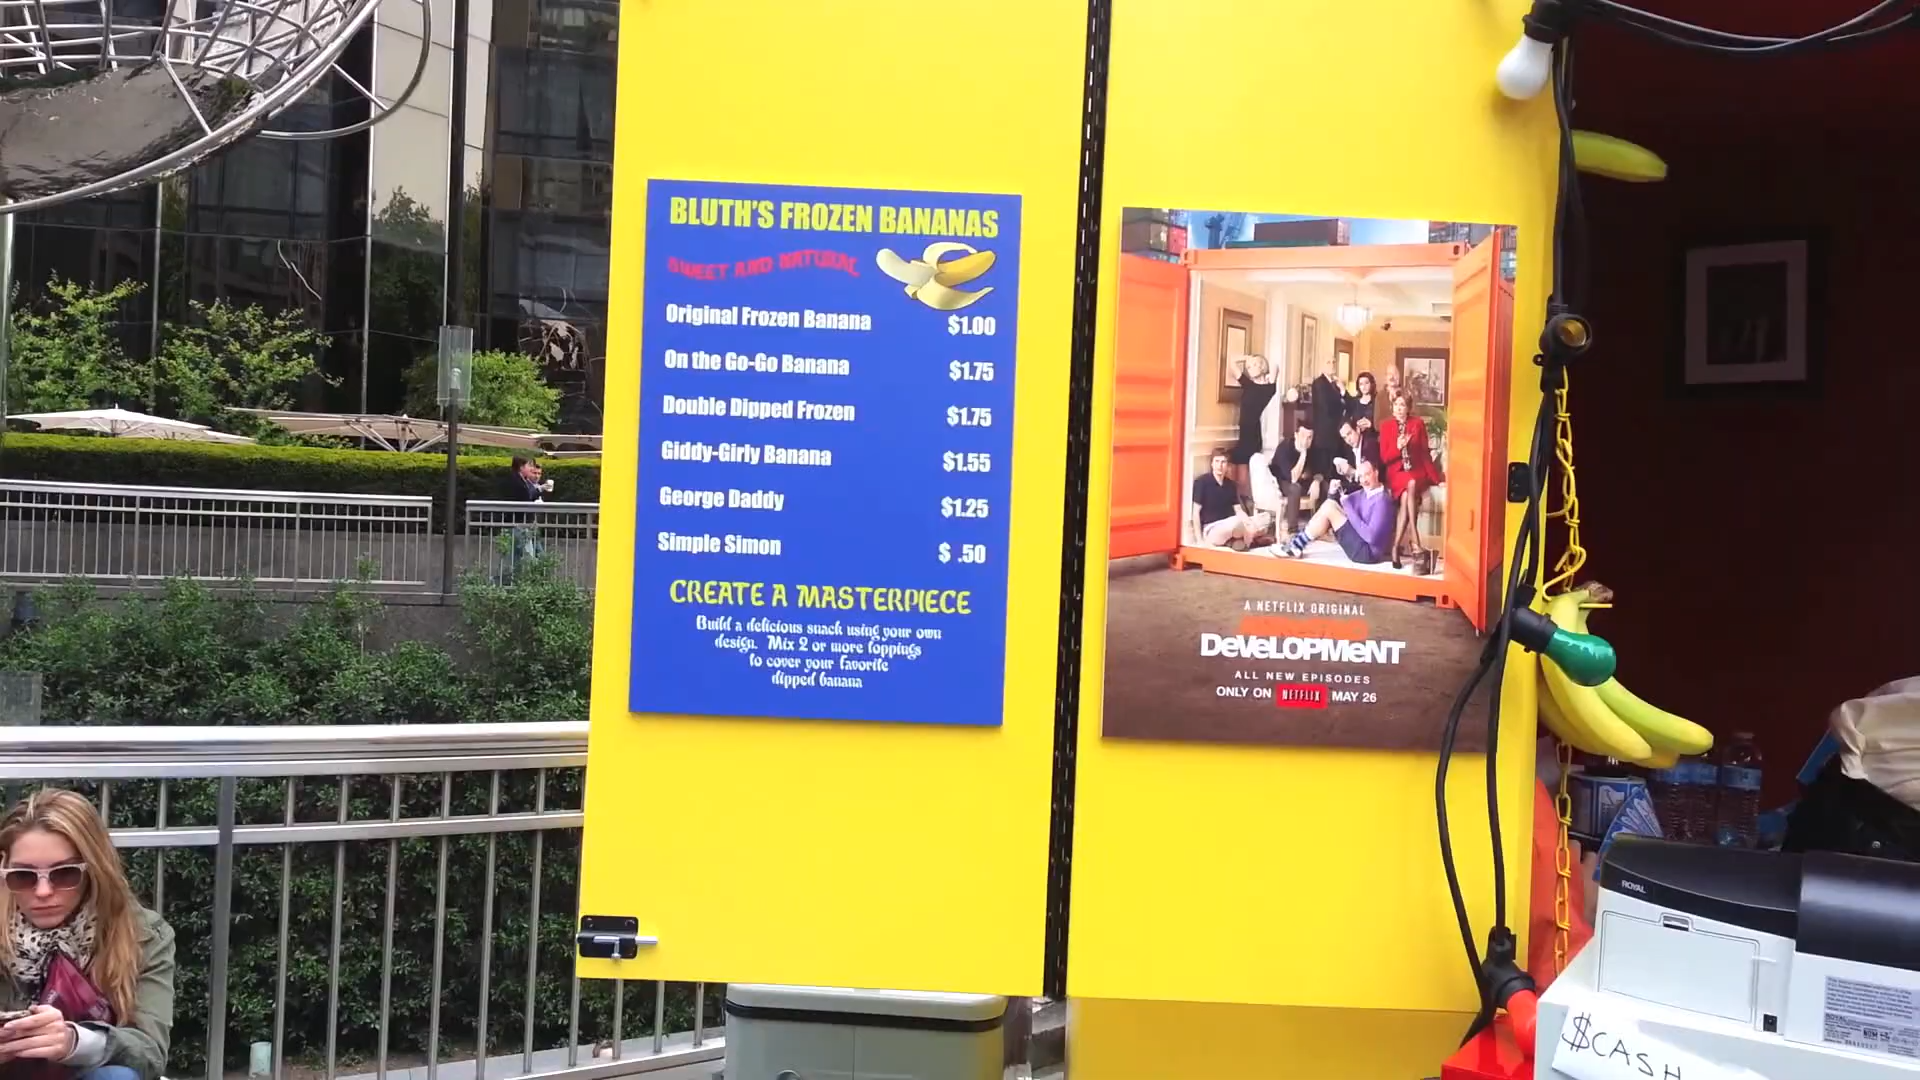 BLUTH'S FROZEN BANANAS
SWEET AND NATURAL
Original Frozen Banana $1.00
On the Go-Go Banana $1.75
Double Dipped Frozen $1.75
Giddy-Girly Banana $1.55
George Daddy $1.25
Simple Simon $ .50
CREATE A MASTERPIECE
Build a delicious snack using your own
design. Mix 2 or more toppings
to cover your favorite
dipped banana
A NETFLIX ORIGINAL
DeVeLOPMeNT
ALL NEW EPISODES
ONLY ON NETFLIX MAY 26
ROYAL
$CASH